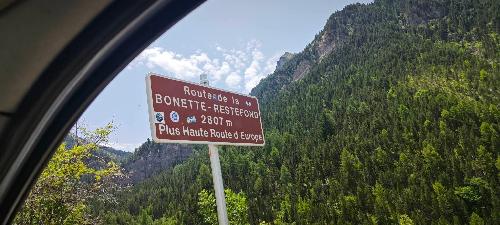 Route de la
BONETTE-RESTEFOND
2807 m
Plus Haute Route d'Europe